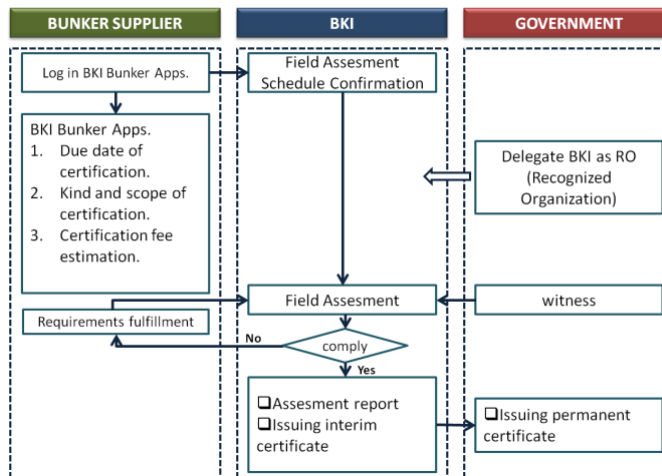 BUNKER SUPPLIER
BKI
GOVERNMENT
Log in BKI Bunker Apps.
Field Assesment
Schedule Confirmation
BKI Bunker Apps.
1. Due date of
certification.
2. Kind and scope of
certification.
3. Certification fee
estimation.
Delegate BKI as RO
(Recognized
Organization)
Field Assesment
witness
Requirements fulfillment
No
comply
Yes
❑Assesment report
❑Issuing interim
certificate
❑Issuing permanent
certificate